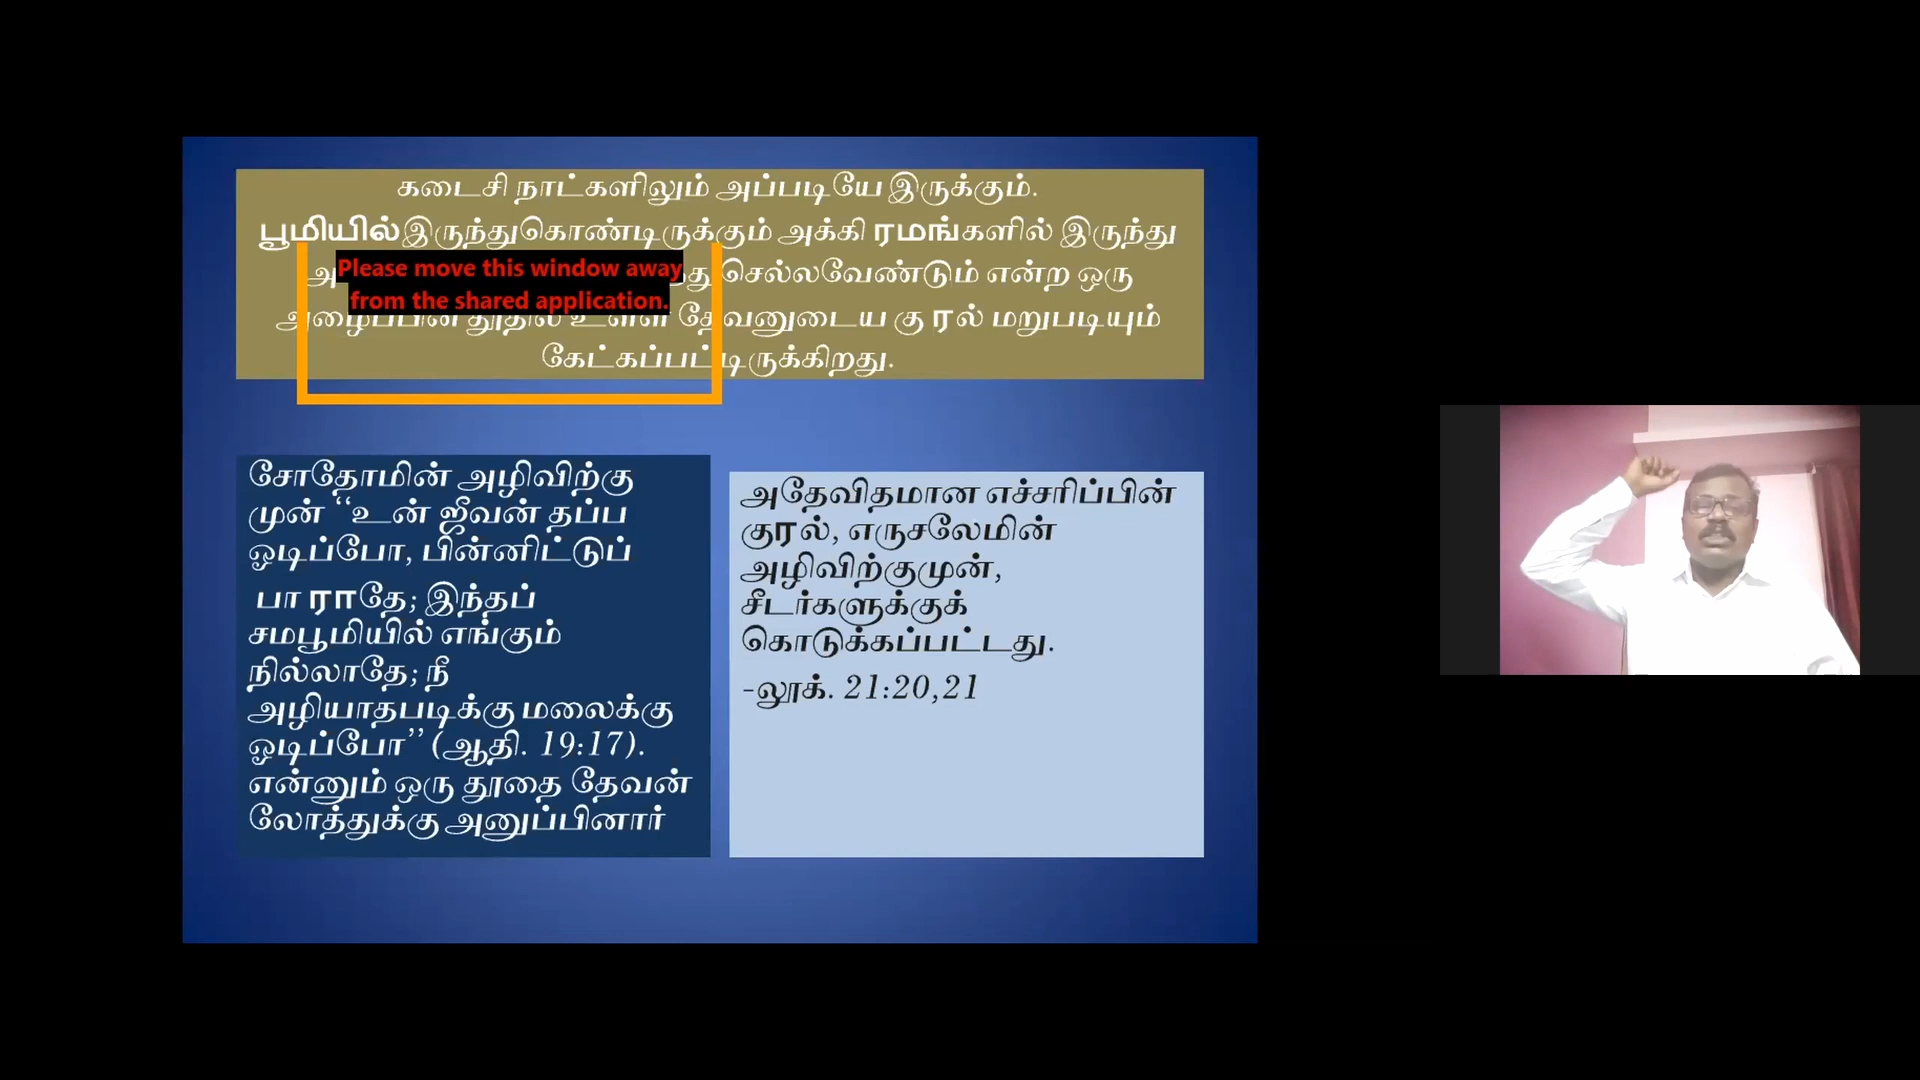 கடைசி நாட்களிலும் அப்படியே இருக்கும்.
பூமியில்இருந்துகொண்டிருக்கும் அக்கி ரமங்களில் இருந்து
செல்லவேண்டும் என்ற ஒரு
Please move this window away
from the shared application.
அழைப்பின் தூதில் உள்ள தேவனுடைய கு ரல் மறுபடியும்
கேட்கப்பட்டிருக்கிறது.
சோதோமின் அழிவிற்கு
முன் “உன் ஜீவன் தப்ப
ஓடிப்போ, பின்னிட்டுப்
பா ராதே; இந்தப்
சமபூமியில் எங்கும்
நில்லாதே; நீ
அழியாதபடிக்கு மலைக்கு
ஓடிப்போ” (ஆதி. 19:17).
என்னும் ஒரு தூதை தேவன்
லோத்துக்கு அனுப்பினார்
அதேவிதமான எச்சரிப்பின்
குரல், எருசலேமின்
அழிவிற்குமுன்,
சீடர்களுக்குக்
கொடுக்கப்பட்டது.
-லூக். 21:20,21